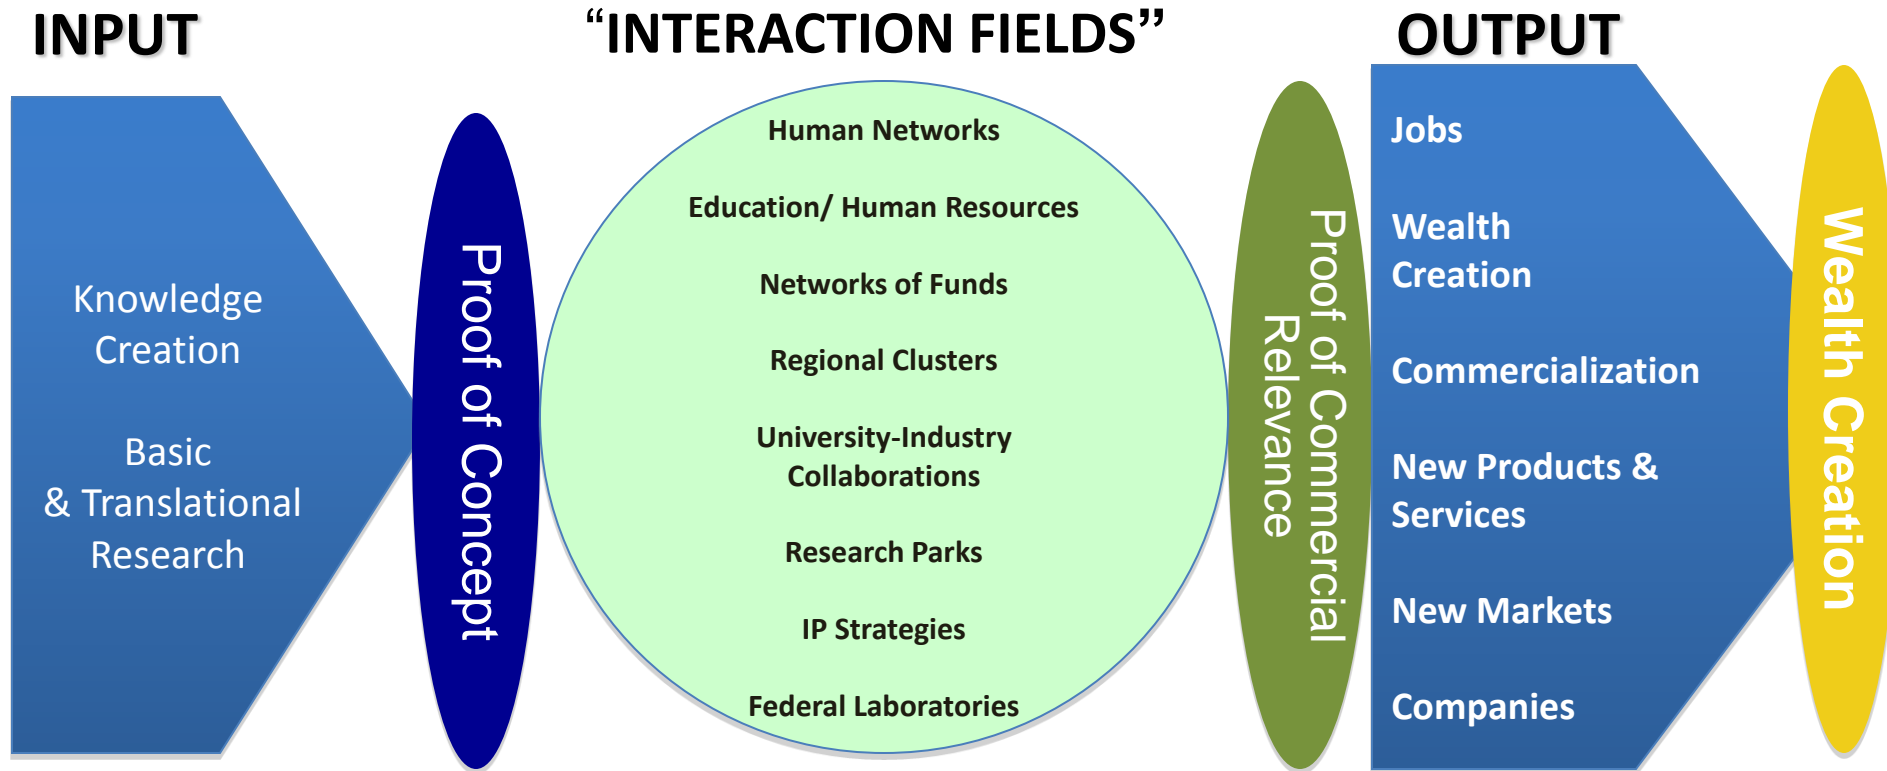 INPUT
“INTERACTION FIELDS”
OUTPUT
Knowledge
Creation
Basic
& Translational
Research
Proof of Concept
Human Networks
Education/ Human Resources
Networks of Funds
Regional Clusters
University-Industry
Collaborations
Research Parks
IP Strategies
Federal Laboratories
Proof of Commercial
Relevance
Jobs
Wealth
Creation
Commercialization
New Products &
Services
New Markets
Companies
Wealth Creation